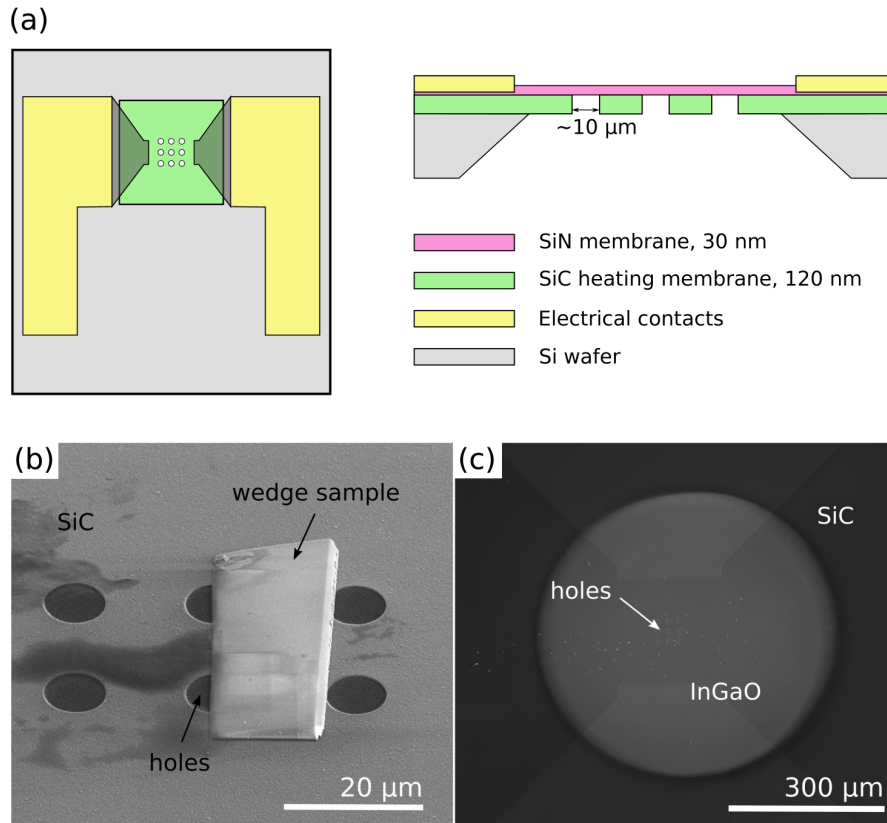 (a)
~10 µm
SiN membrane, 30 nm
SiC heating membrane, 120 nm
Electrical contacts
Si wafer
(b)
wedge sample
SiC
holes
20 µm
(c)
SiC
holes
InGaO
300 µm